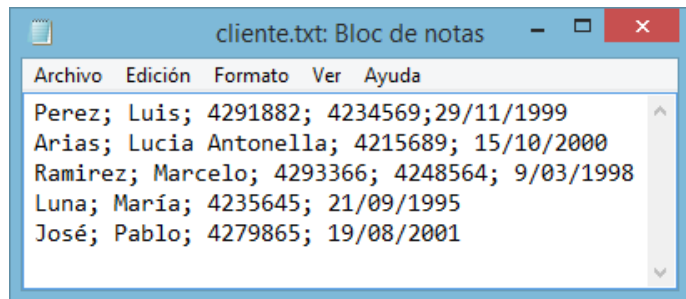 cliente.txt: Bloc de notas
Archivo Edición Formato Ver Ayuda
Perez; Luis; 4291882; 4234569;29/11/1999
Arias; Lucia Antonella; 4215689; 15/10/2000
Ramirez; Marcelo; 4293366; 4248564; 9/03/1998
Luna; María; 4235645; 21/09/1995
José; Pablo; 4279865; 19/08/2001